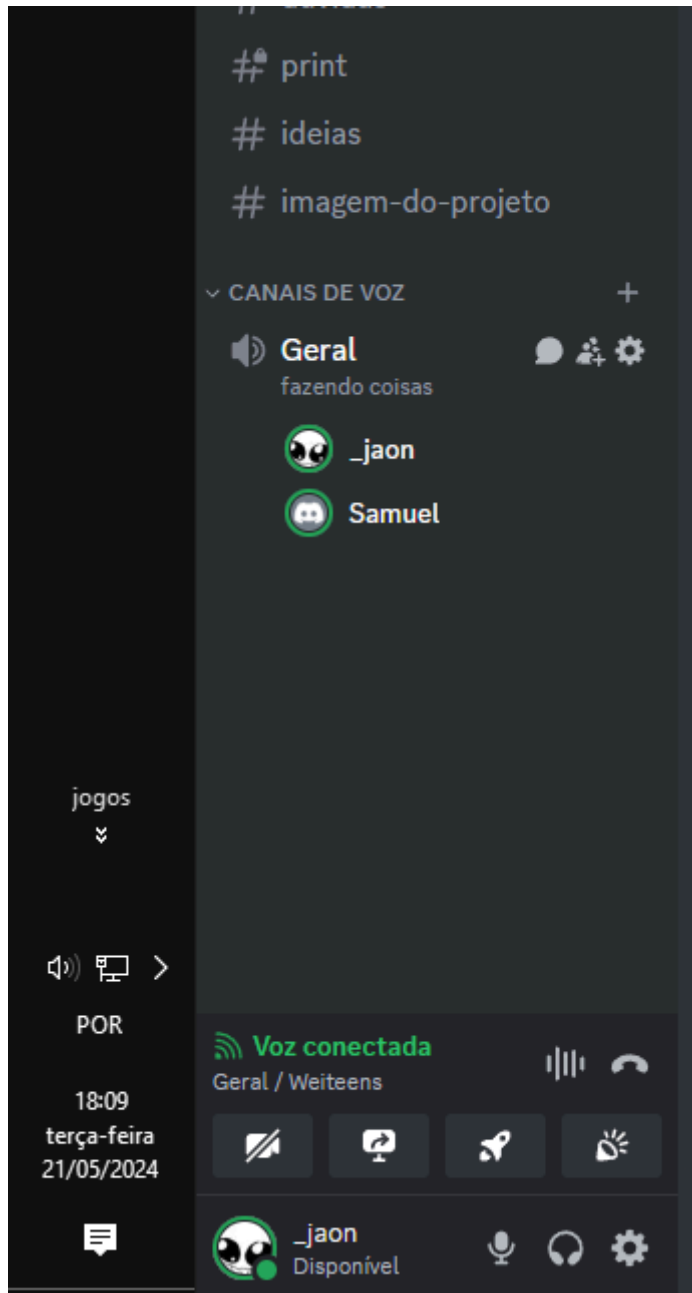 print
ideias
imagem-do-projeto
CANAIS DE VOZ
Geral
fazendo coisas
_jaon
Samuel
jogos
POR
18:09
terça-feira
21/05/2024
Voz conectada
Geral / Weiteens
_jaon
Disponível